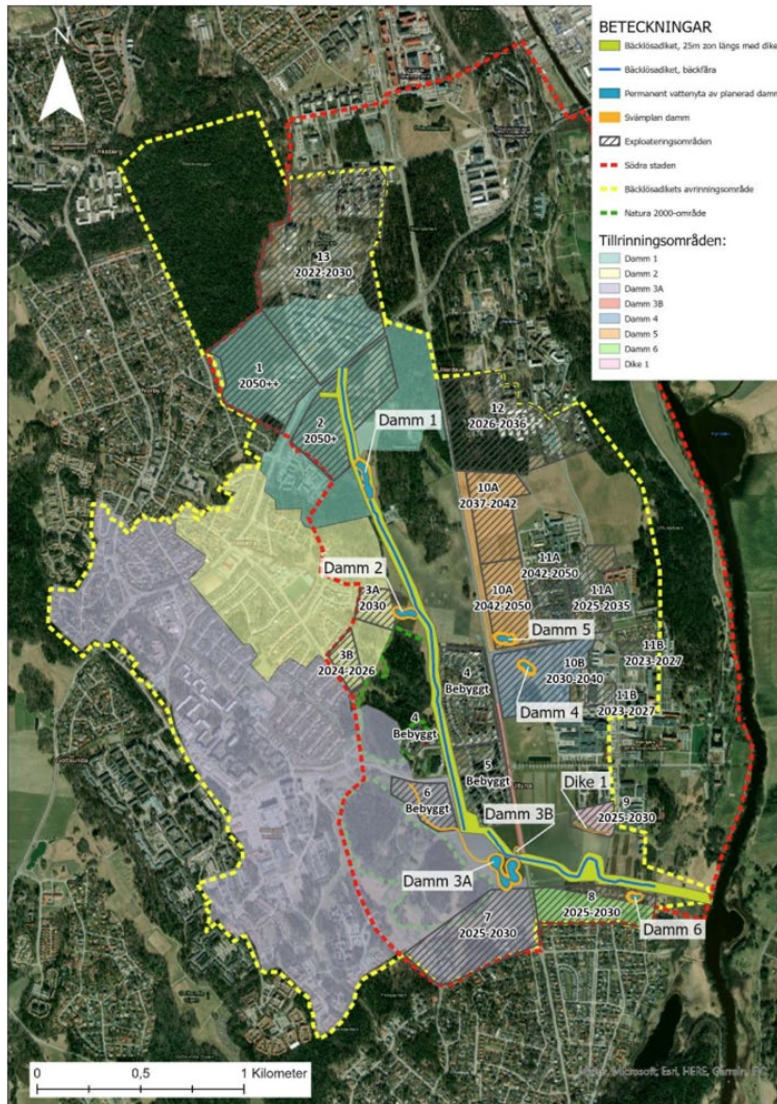 N
BETECKNINGAR
Bäcklösadiket, 25m zon längs med dike
Bäcklösadiket, bäckfåra
Permanent vattenyta av planerad damm
Svämplan damm
Exploateringsområden
Södra staden
Bäcklösadikets avrinningsområde
Natura 2000-område
Tillrinningsområden:
Damm 1
Damm 2
Damm 3A
Damm 3B
Damm 4
Damm 5
Damm 6
Dike 1
13
2022-2030
1
2050++
2
2050+
Damm 1
12
2026-2036
10A
2037-2042
Damm 2
3A
2030
10A
2042-2050
11A
2042-2050
11A
2025-2035
3B
2024-2026
Damm 5
4
Bebyggt
10B
2030-2040
11B
2023-2027
Damm 4
11B
2023-2027
4
Bebyggt
5
Bebyggt
6
Bebyggt
Dike 1
9
2025-2030
Damm 3B
Damm 3A
7
2025-2030
8
2025-2030
Damm 6
0 0,5 1 Kilometer
Microsoft, Esri, HERE, Garmin,